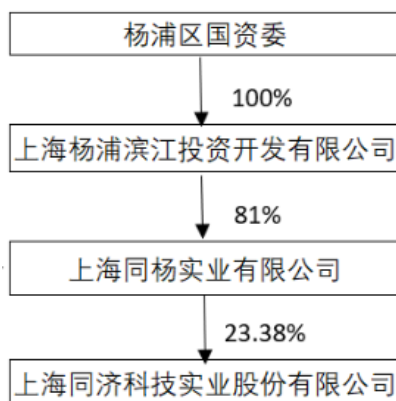 杨浦区国资委
100%
上海杨浦滨江投资开发有限公司
81%
上海同杨实业有限公司
23.38%
上海同济科技实业股份有限公司